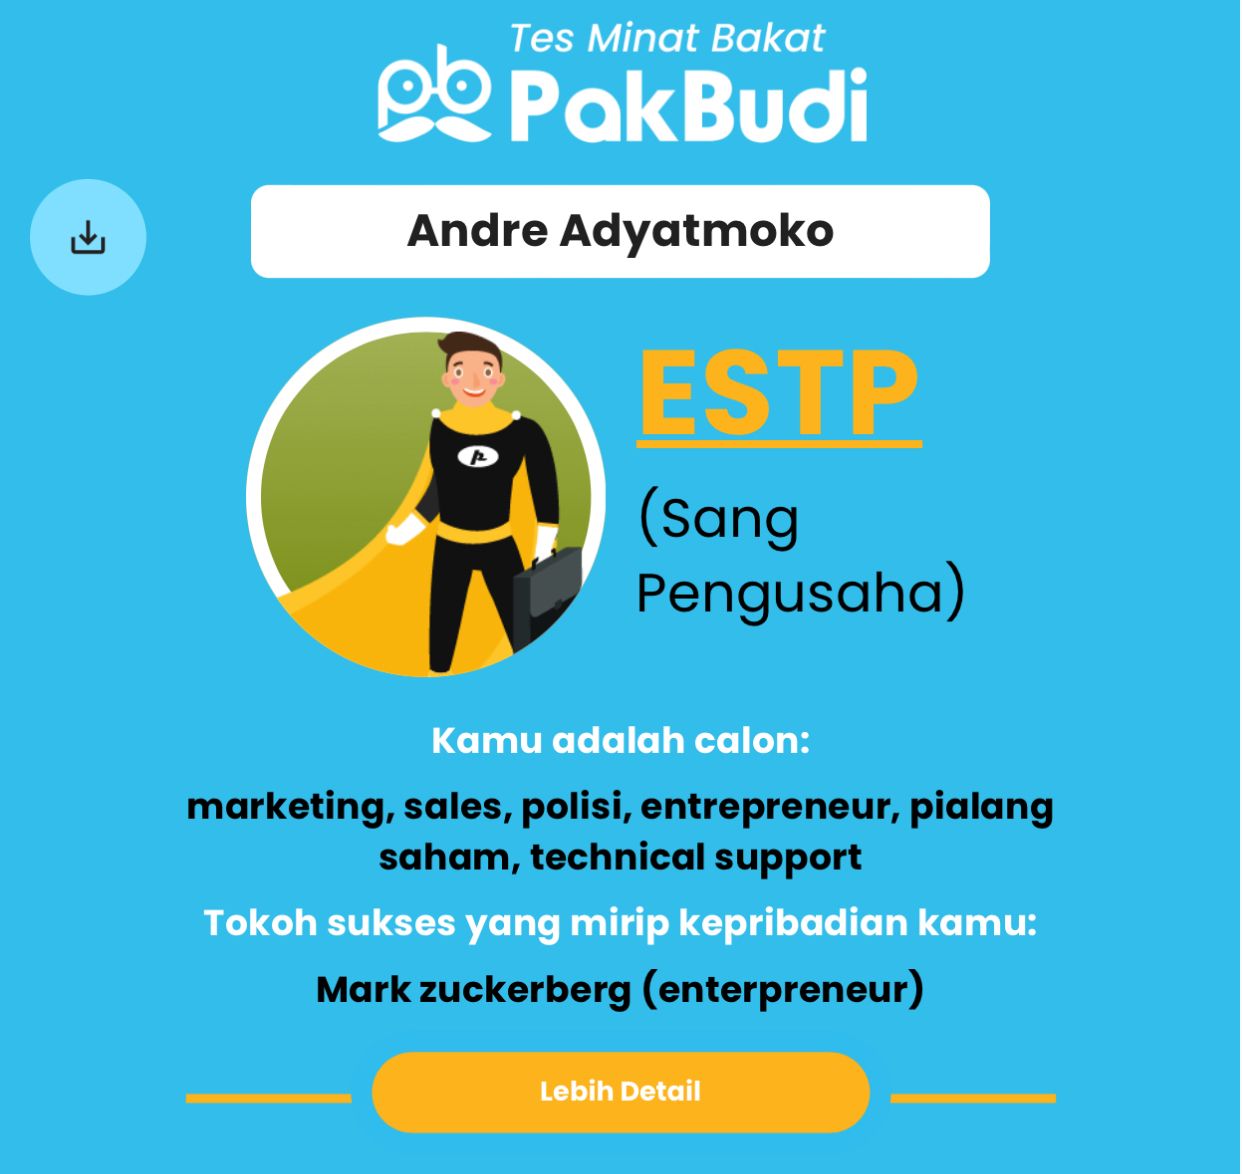 Tes Minat Bakat
pb PakBudi
Andre Adyatmoko
ESTP
(Sang
Pengusaha)
Kamu adalah calon:
marketing, sales, polisi, entrepreneur, pialang
saham, technical support
Tokoh sukses yang mirip kepribadian kamu:
Mark zuckerberg (enterpreneur)
Lebih Detail